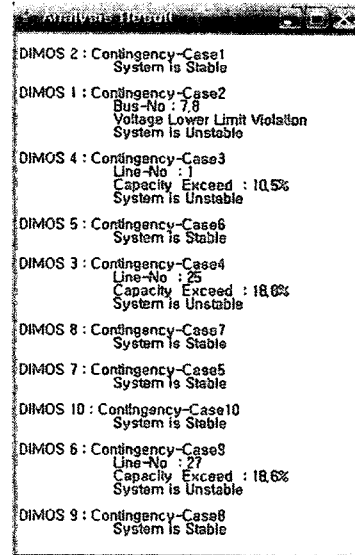 Analysis Result
DIMOS 2 : Contingency-Case1
System is Stable
DIMOS 1 : Contingency-Case2
Bus-No : 7,8
Voltage Lower Limit Violation
System is Unstable
DIMOS 4 : Contingency-Case3
Line-No : 1
Capacity Exceed : 10,5%
System is Unstable
DIMOS 5 : Contingency-Case6
System is Stable
DIMOS 3 : Contingency-Case4
Line-No : 25
Capacity Exceed : 18,8%
System is Unstable
DIMOS 8 : Contingency-Case7
System is Stable
DIMOS 7 : Contingency-Case5
System is Stable
DIMOS 10 : Contingency-Case10
System is Stable
DIMOS 6 : Contingency-Case9
Line-No : 27
Capacity Exceed : 18,6%
System is Unstable
DIMOS 9 : Contingency-Case8
System is Stable